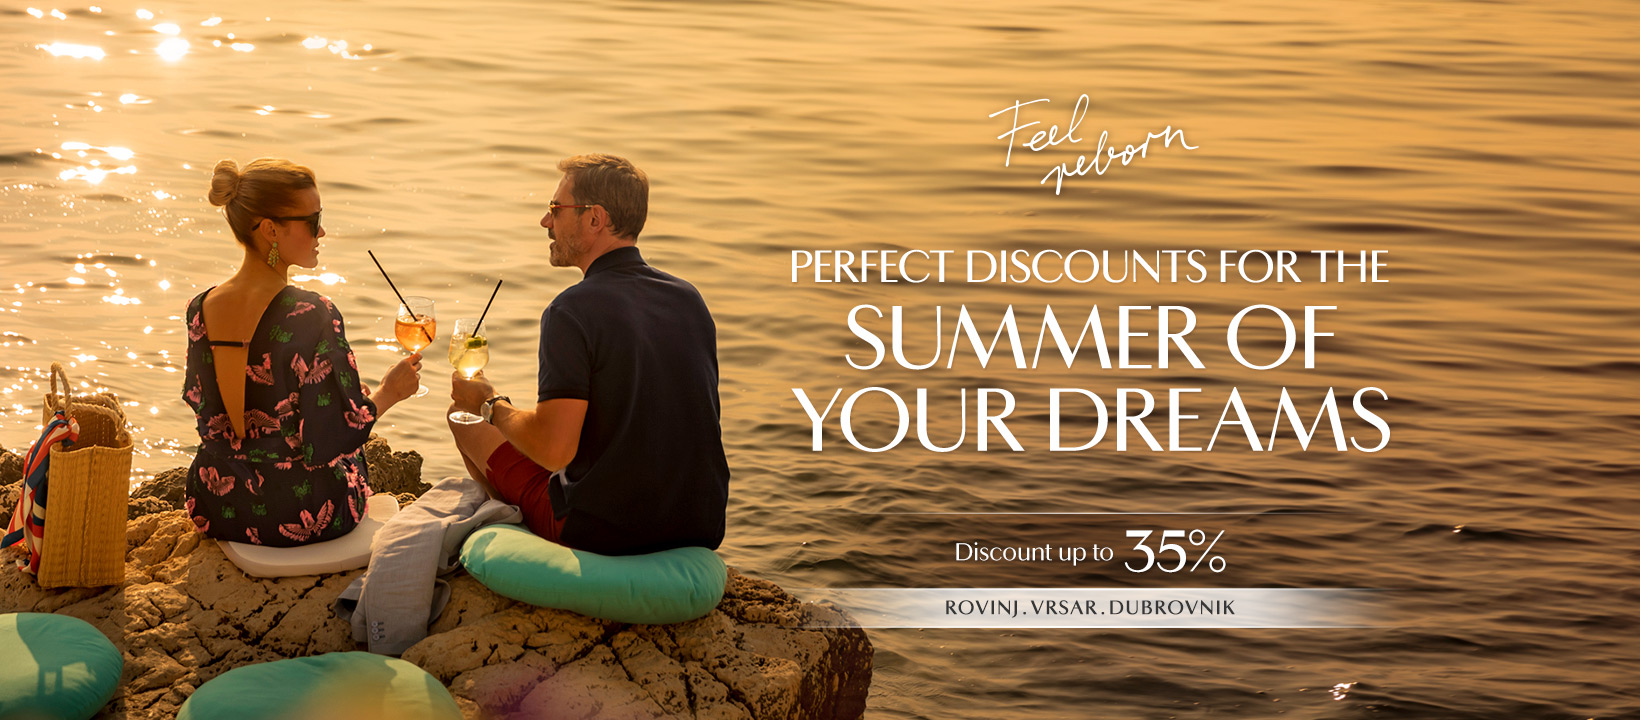 Feel
reborn
PERFECT DISCOUNTS FOR THE
SUMMER OF
YOUR DREAMS
Discount up to 35%
ROVINJ.VRSAR.DUBROVNIK